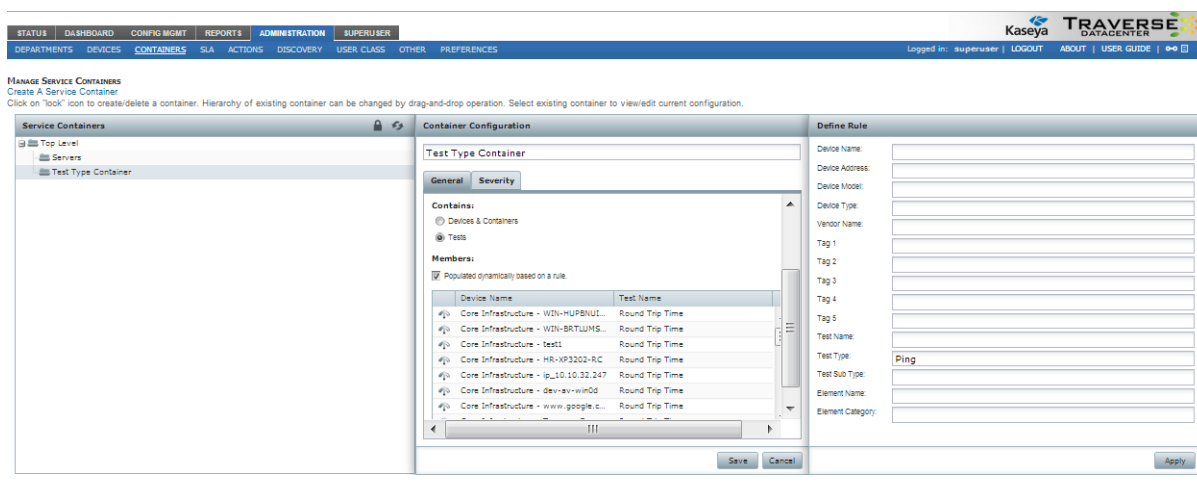 Kaseya TRAVERSE DATACENTER
STATUS DASHBOARD CONFIG MGMT REPORTS ADMINISTRATION SUPERUSER
DEPARTMENTS DEVICES CONTAINERS SLA ACTIONS DISCOVERY USER CLASS OTHER PREFERENCES Logged in: superuser | LOGOUT ABOUT | USER GUIDE |
MANAGE SERVICE CONTAINERS
Create A Service Container
Click on "lock" icon to create/delete a container. Hierarchy of existing container can be changed by drag-and-drop operation. Select existing container to view/edit current configuration.
Service Containers
Top Level
Servers
Test Type Container
Container Configuration
Test Type Container
General Severity
Contains:
Devices & Containers
Tests
Members:
Populated dynamically based on a rule.
Device Name Test Name
Core Infrastructure - WIN-HUPBNUI... Round Trip Time
Core Infrastructure - WIN-BRTLUMS... Round Trip Time
Core Infrastructure - test1 Round Trip Time
Core Infrastructure - HR-XP3202-RC Round Trip Time
Core Infrastructure - ip_10.10.32.247 Round Trip Time
Core Infrastructure - dev-av-win0d Round Trip Time
Core Infrastructure - www.google.c... Round Trip Time
Save Cancel
Define Rule
Device Name:
Device Address:
Device Model:
Device Type:
Vendor Name:
Tag 1
Tag 2
Tag 3
Tag 4
Tag 5
Test Name:
Test Type: Ping
Test Sub Type:
Element Name:
Element Category:
Apply